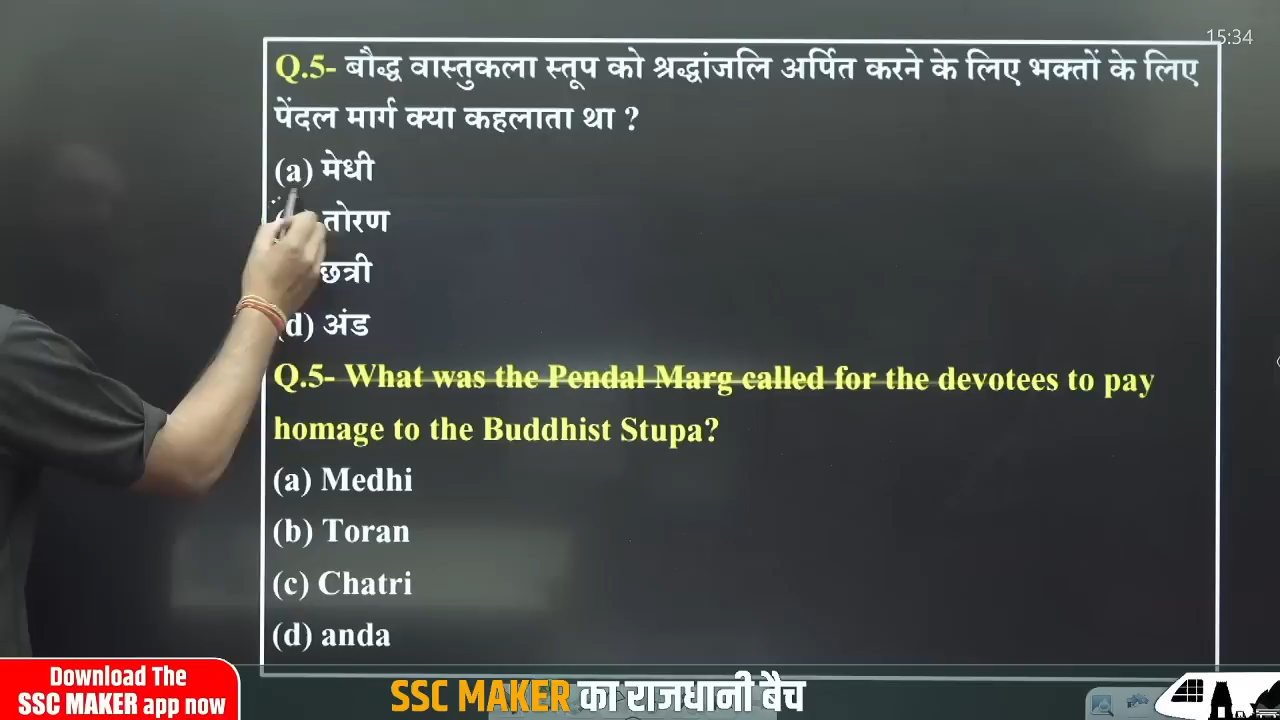 15:34
Q.5- बौद्ध वास्तुकला स्तूप को श्रद्धांजलि अर्पित करने के लिए भक्तों के लिए
पेंदल मार्ग क्या कहलाता था ?
(a) मेधी
तोरण
छत्री
d) अंड
Q.5- What was the Pendal Marg called for the devotees to pay
homage to the Buddhist Stupa?
(a) Medhi
(b) Toran
(c) Chatri
(d) anda
Download The
SSC MAKER app now
SSC MAKER का राजधानी बैच